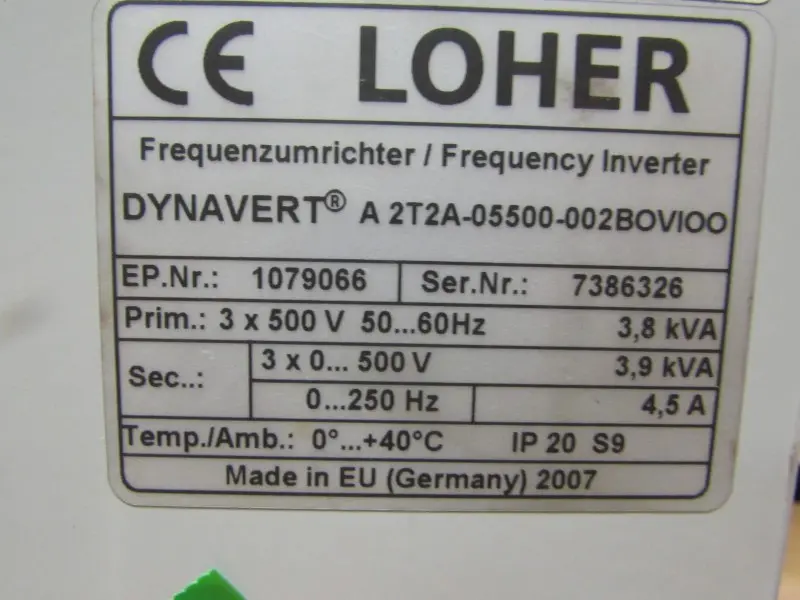 CE LOHER
Frequenzumrichter / Frequency Inverter
DYNAVERT® A 2T2A-05500-002BOVIOO
EP.Nr.: 1079066 Ser.Nr.: 7386326
Prim.: 3 x 500 V 50...60Hz 3,8 kVA
Sec..: 3 x 0... 500 V 3,9 kVA
0...250 Hz 4,5 A
Temp./Amb.: 0°...+40°C IP 20 S9
Made in EU (Germany) 2007